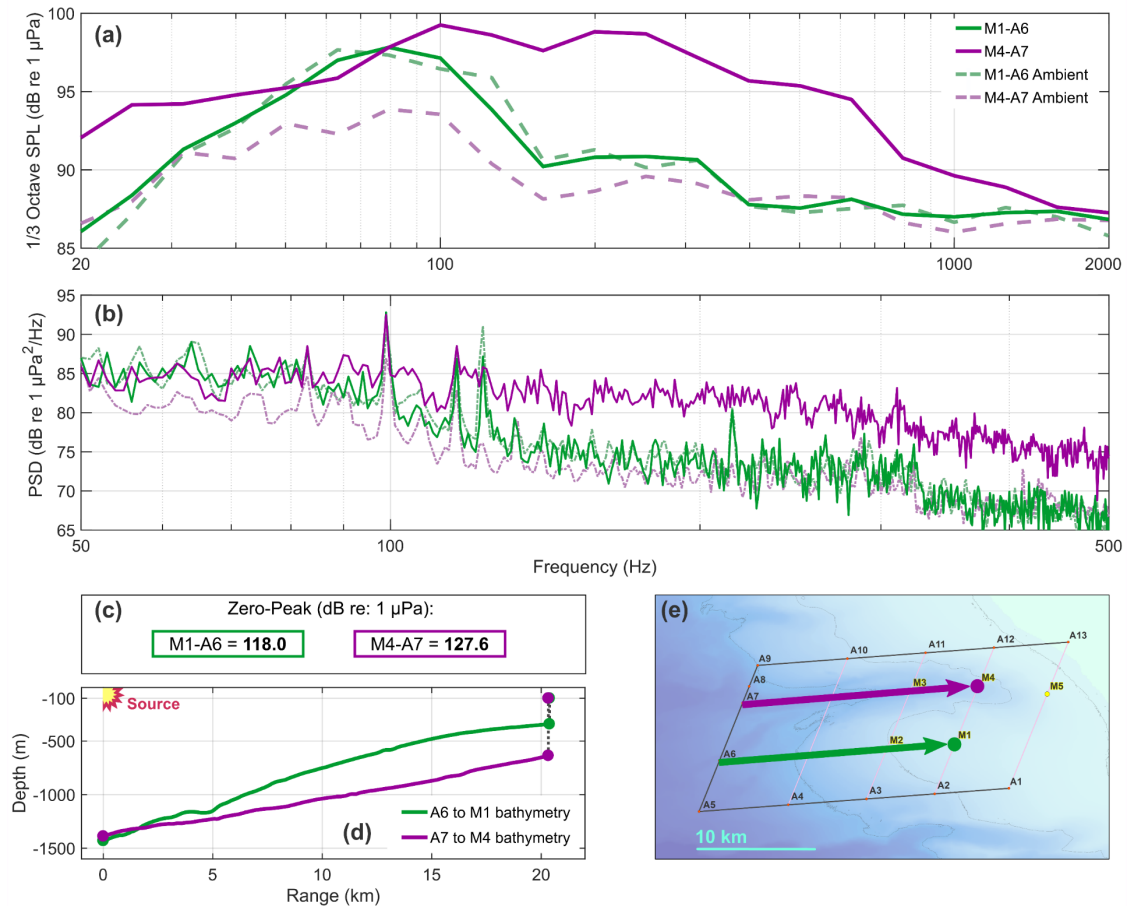 (a)
1/3 Octave SPL (dB re 1 µPa)
100
95
90
85
20
100
1000
2000
M1-A6
M4-A7
M1-A6 Ambient
M4-A7 Ambient
(b)
PSD (dB re 1 µPa²/Hz)
95
90
85
80
75
70
65
50
100
500
Frequency (Hz)
(c)
Zero-Peak (dB re: 1 µPa):
M1-A6 = 118.0
M4-A7 = 127.6
Source
Depth (m)
-100
-500
-1000
-1500
0
5
10
15
20
Range (km)
(d)
A6 to M1 bathymetry
A7 to M4 bathymetry
(e)
A13
A12
A11
A10
A9
A8
A7
M3
M4
M5
A6
M2
M1
A5
A4
A3
A2
A1
10 km